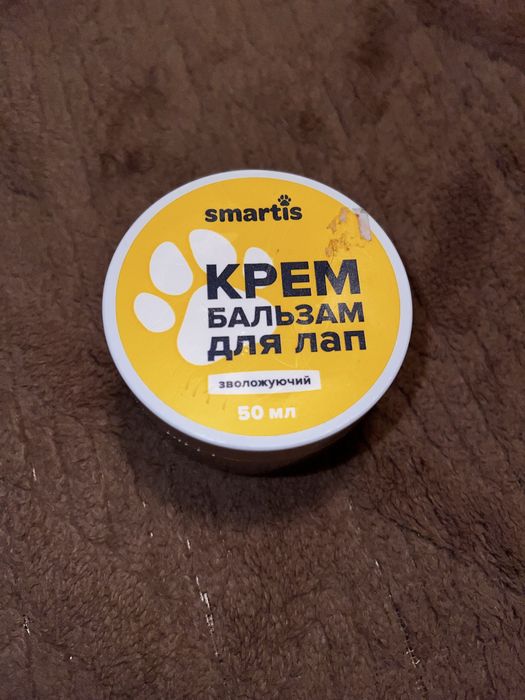 smartis
КРЕМ
БАЛЬЗАМ
для лап
зволожуючий
50 мл